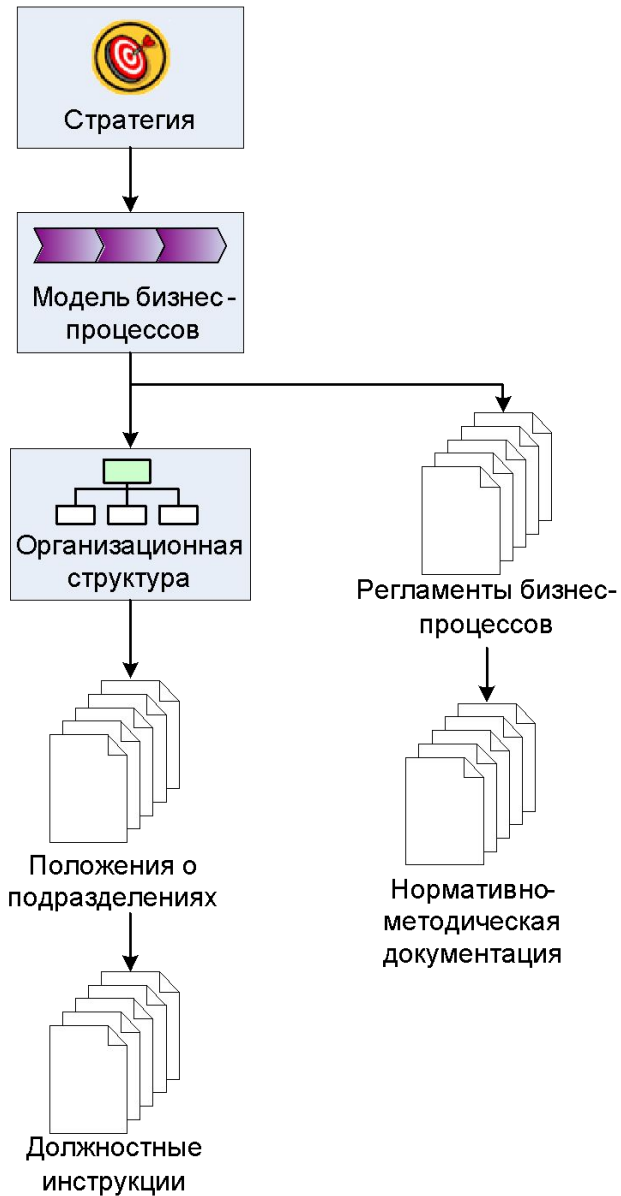 Стратегия
Модель бизнес-
процессов
Организационная
структура
Регламенты бизнес-
процессов
Положения о
подразделениях
Нормативно-
методическая
документация
Должностные
инструкции